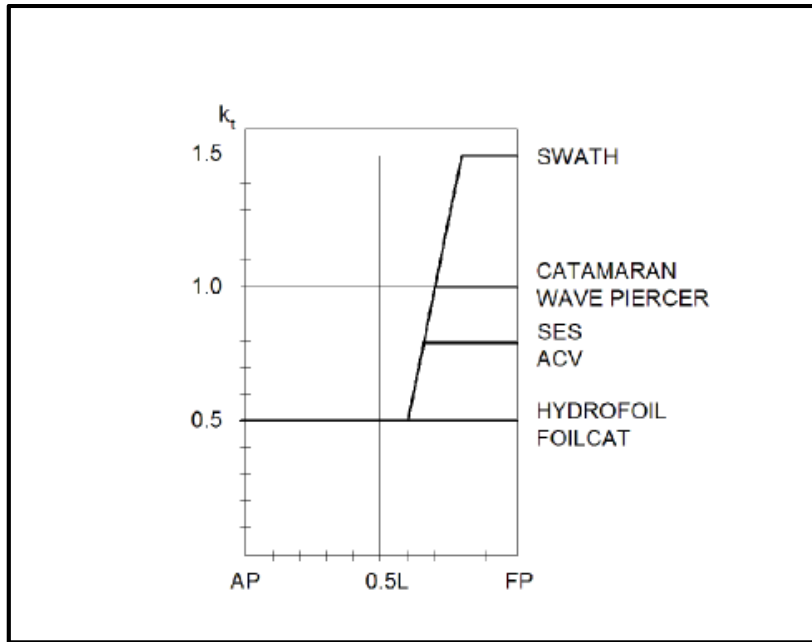 kt
1.5
SWATH
1.0
CATAMARAN
WAVE PIERCER
SES
ACV
0.5
HYDROFOIL
FOILCAT
AP
0.5L
FP